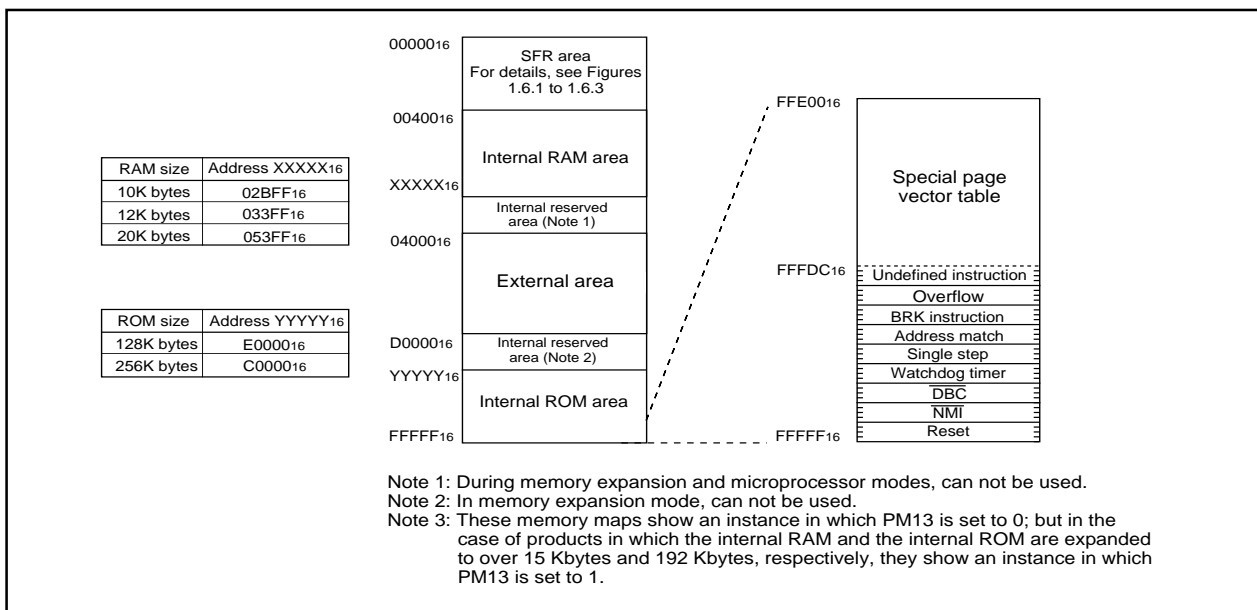 RAM size Address XXXXX16
10K bytes 02BFF16
12K bytes 033FF16
20K bytes 053FF16
ROM size Address YYYYY16
128K bytes E000016
256K bytes C000016
0000016
SFR area
For details, see Figures
1.6.1 to 1.6.3
0040016
Internal RAM area
XXXXX16
Internal reserved
area (Note 1)
0400016
External area
D000016
Internal reserved
area (Note 2)
YYYYY16
Internal ROM area
FFFFF16
FFE0016
Special page
vector table
FFFDC16
Undefined instruction
Overflow
BRK instruction
Address match
Single step
Watchdog timer
DBC
NMI
Reset
FFFFF16
Note 1: During memory expansion and microprocessor modes, can not be used.
Note 2: In memory expansion mode, can not be used.
Note 3: These memory maps show an instance in which PM13 is set to 0; but in the
case of products in which the internal RAM and the internal ROM are expanded
to over 15 Kbytes and 192 Kbytes, respectively, they show an instance in which
PM13 is set to 1.